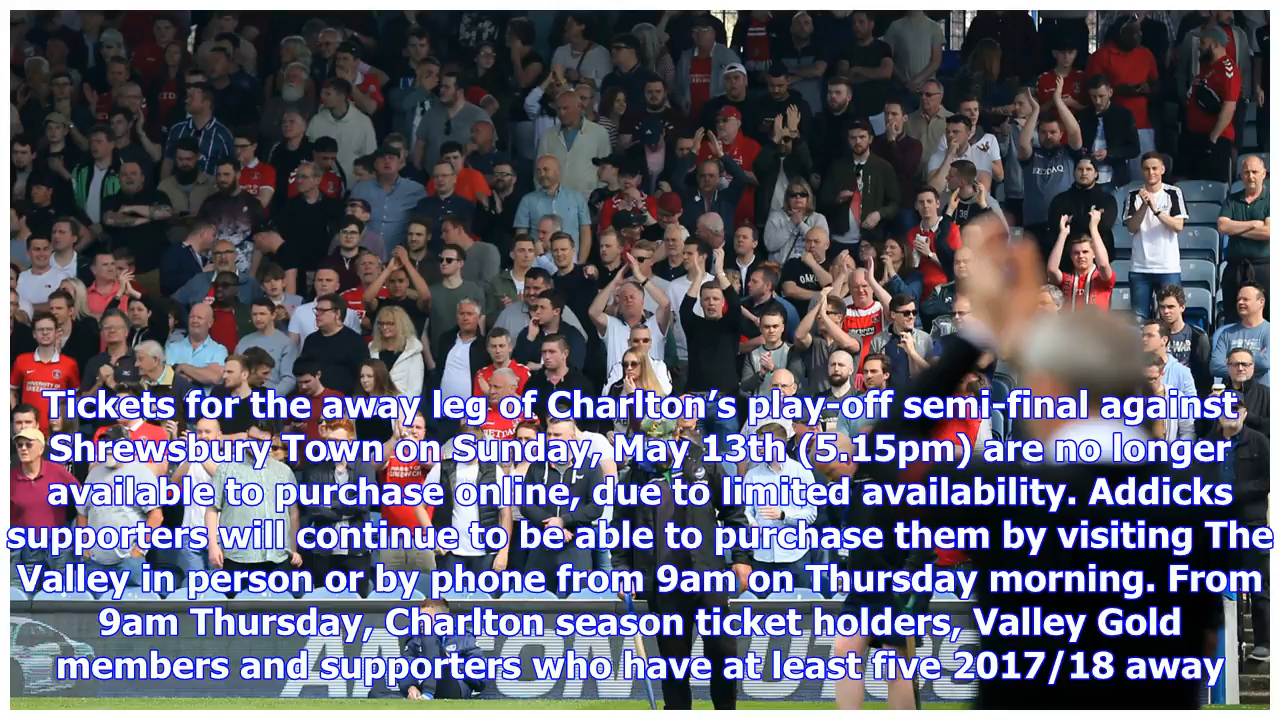 Tickets for the away leg of Charlton’s play-off semi-final against
Shrewsbury Town on Sunday, May 13th (5.15pm) are no longer
available to purchase online, due to limited availability. Addicks
supporters will continue to be able to purchase them by visiting The
Valley in person or by phone from 9am on Thursday morning. From
9am Thursday, Charlton season ticket holders, Valley Gold
members and supporters who have at least five 2017/18 away